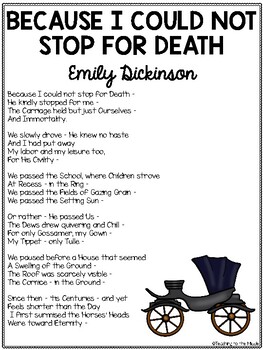 BECAUSE I COULD NOT
STOP FOR DEATH
Emily Dickinson
Because I could not stop for Death -
He kindly stopped for me -
The Carriage held but just Ourselves -
And Immortality.
We slowly drove - He knew no haste
And I had put away
My labor and my leisure too,
For His Civility -
We passed the School, where Children strove
At Recess - in the Ring -
We passed the Fields of Gazing Grain -
We passed the Setting Sun -
Or rather - He passed Us -
The Dews drew quivering and Chill -
For only Gossamer, my Gown -
My Tippet - only Tulle -
We paused before a House that seemed
A Swelling of the Ground -
The Roof was scarcely visible -
The Cornice - in the Ground -
Since then - 'tis Centuries - and yet
Feels shorter than the Day
I first surmised the Horses' Heads
Were toward Eternity -
©Teaching to the Middle